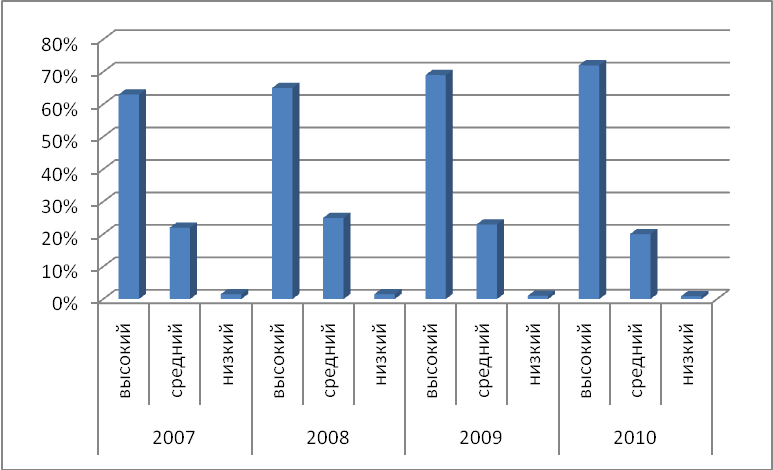 80%
70%
60%
50%
40%
30%
20%
10%
0%
высокий
средний
низкий
высокий
средний
низкий
высокий
средний
низкий
высокий
средний
низкий
2007
2008
2009
2010